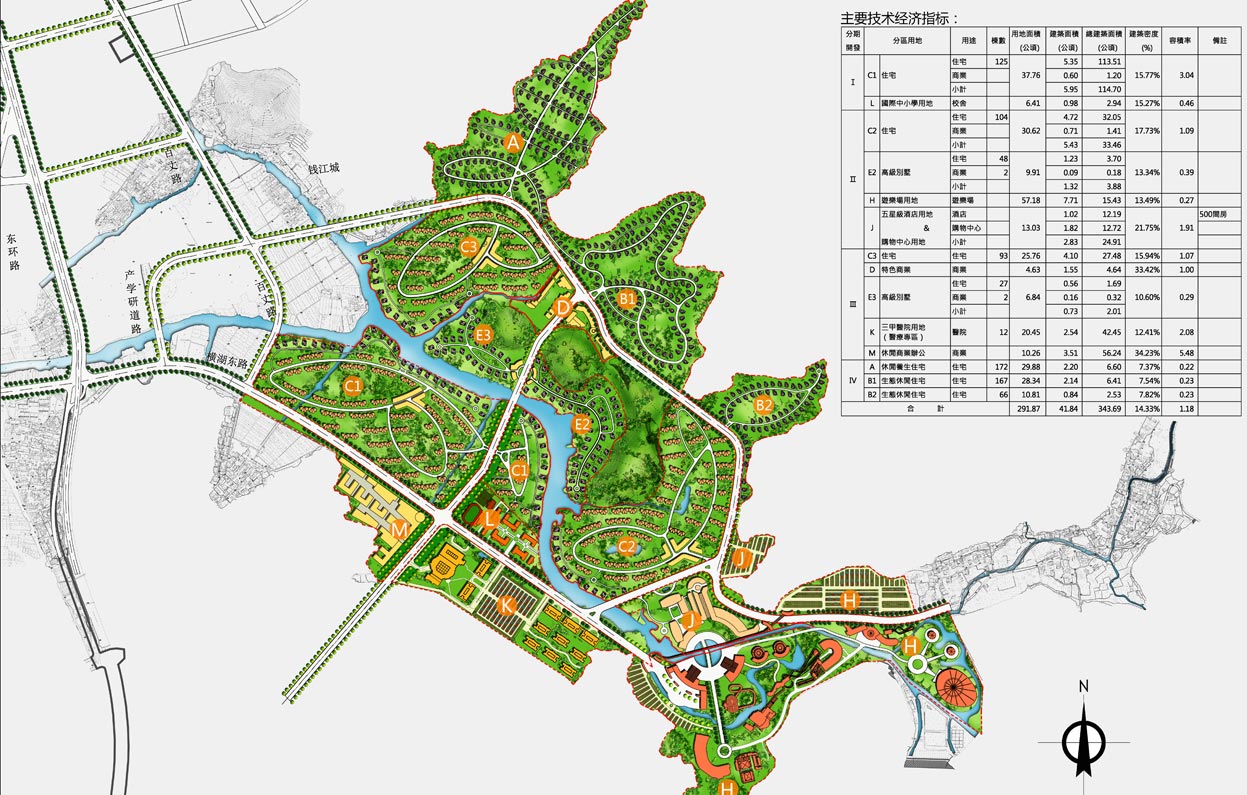 主要技术经济指标：
分期開發 分區用地 用途 棟數 用地面積(公頃) 建築面積(公頃) 總建築面積(公頃) 建築密度(%) 容積率 備註
I C1 住宅 住宅 125 37.76 5.35 113.51 15.77% 3.04
商業 0.60 1.20
小計 5.95 114.70
L 國際中小學用地 校舍 6.41 0.98 2.94 15.27% 0.46
II C2 住宅 住宅 104 30.62 4.72 32.05 17.73% 1.09
商業 0.71 1.41
小計 5.43 33.46
E2 高級別墅 住宅 48 9.91 1.23 3.70 13.34% 0.39
商業 2 0.09 0.18
小計 1.32 3.88
H 遊樂場用地 遊樂場 57.18 7.71 15.43 13.49% 0.27
J 五星級酒店用地 & 購物中心用地 酒店 13.03 1.02 12.19 21.75% 1.91 500間房
購物中心 1.82 12.72
小計 2.83 24.91
III C3 住宅 住宅 93 25.76 4.10 27.48 15.94% 1.07
D 特色商業 商業 4.63 1.55 4.64 33.42% 1.00
E3 高級別墅 住宅 27 6.84 0.56 1.69 10.60% 0.29
商業 2 0.16 0.32
小計 0.73 2.01
K 三甲醫院用地（醫療專區） 醫院 12 20.45 2.54 42.45 12.41% 2.08
M 休閒商業辦公 商業 10.26 3.51 56.24 34.23% 5.48
IV A 休閒養生住宅 住宅 172 29.88 2.20 6.60 7.37% 0.22
B1 生態休閒住宅 住宅 167 28.34 2.14 6.41 7.54% 0.23
B2 生態休閒住宅 住宅 66 10.81 0.84 2.53 7.82% 0.23
合計 291.87 41.84 343.69 14.33% 1.18
A
百丈路
钱江城
东环路
产学研道路
百丈路
横湖东路
C3
B1
D
E3
C1
B2
E2
C1
L
M
C2
J
K
H
J
H
H
N